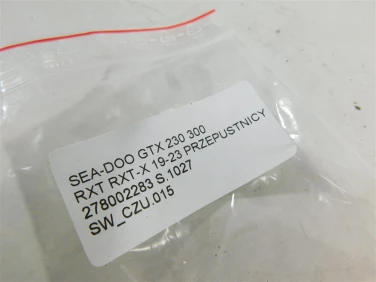 SEA-DOO GTX 230 300
RXT RXT-X 19-23 PRZEPUSTNICY
278002283 S.1027
SW_CZU.015